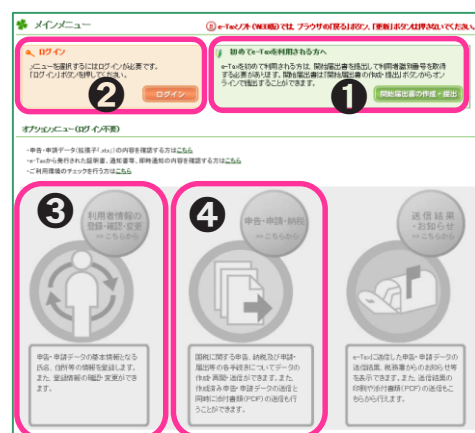 メインメニュー
e-Taxソフト(WEB版)では、ブラウザの「戻る」ボタン、「更新」ボタンは押さないでください。
ログイン
メニューを選択するにはログインが必要です。
「ログイン」ボタンを押してください。
2
ログイン
初めてe-Taxを利用される方へ
e-Taxを初めて利用される方は、開始届出書を提出して利用者識別番号を取得
する必要があります。開始届出書は「開始届出書の作成・提出」ボタンからオン
ラインで提出することができます。
1
開始届出書の作成・提出
オプションメニュー(ログイン不要)
・申告・申請データ(拡張子「.xtx」)の内容を確認する方はこちら
・e-Taxから発行された証明書、通知書等、即時通知の内容を確認する方はこちら
・ご利用環境のチェックを行う方はこちら
3
利用者情報の
登録・確認・変更
>> こちらから
申告・申請データの基本情報となる
氏名、住所等の情報を登録します。
また、登録情報の確認・変更ができ
ます。
4
申告・申請・納税
>> こちらから
国税に関する申告、納税及び申請・
届出等の各手続きについてデータの
作成・再開・送信ができます。また、
作成済み申告・申請データの送信と
同時に添付書類(PDF)の送信も行
うことができます。
送信結果
・お知らせ
>> こちらから
e-Taxに送信した申告・申請データの
送信結果、税務署からのお知らせ等
を表示できます。また、送信結果の
印刷や添付書類(PDF)の送信もこ
ちらから行えます。